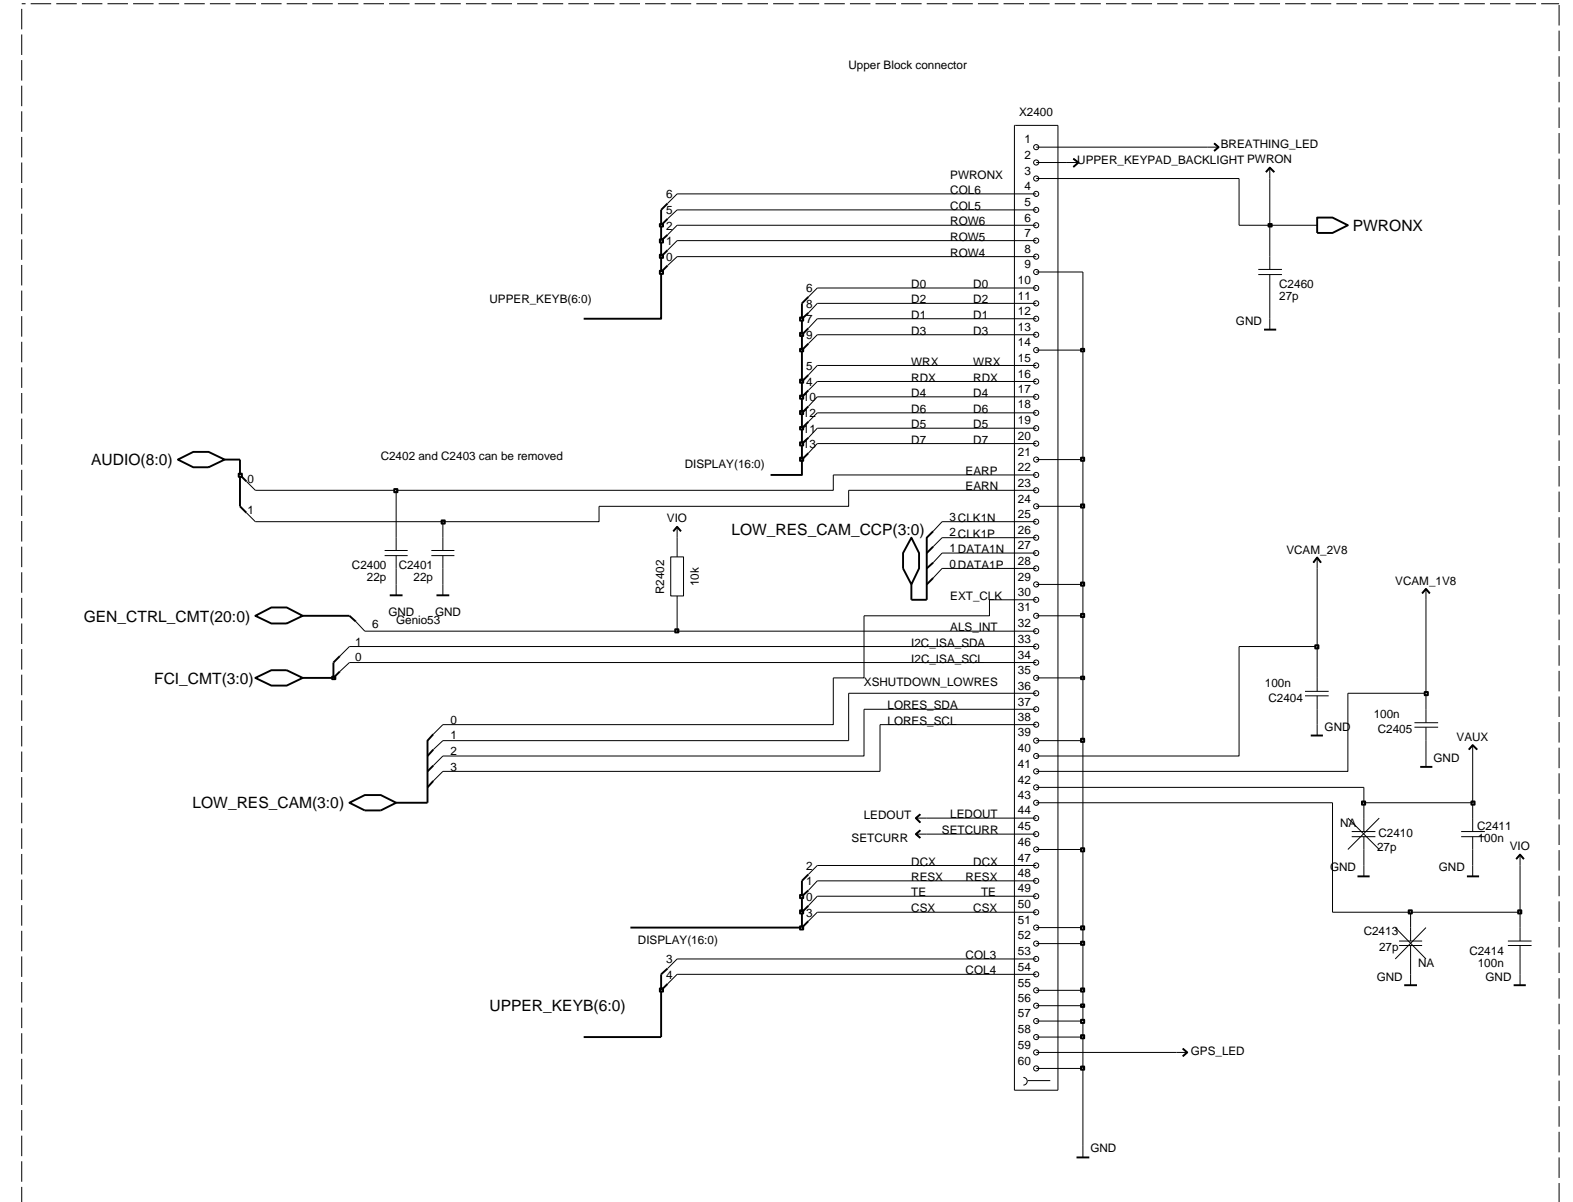 Upper Block connector
X2400
1
BREATHING_LED
2
UPPER_KEYPAD_BACKLIGHT
PWRON
PWRONX
3
6
COL6
4
5
COL5
5
2
ROW6
6
PWRONX
1
ROW5
7
0
ROW4
8
9
UPPER_KEYB(6:0)
6
D0
D0
10
C2460
27p
8
D2
D2
11
7
D1
D1
12
GND
9
D3
D3
13
14
5
WRX
WRX
15
4
RDX
RDX
16
10
D4
D4
17
12
D6
D6
18
11
D5
D5
19
13
D7
D7
20
AUDIO(8:0)
C2402 and C2403 can be removed
DISPLAY(16:0)
21
0
EARP
22
EARN
23
24
1
VIO
LOW_RES_CAM_CCP(3:0)
3
CLK1N
25
2
CLK1P
26
1
DATA1N
27
0
DATA1P
28
C2400
22p
C2401
22p
R2402
10k
29
VCAM_2V8
VCAM_1V8
EXT_CLK
30
GND
GND
Genio53
31
GEN_CTRL_CMT(20:0)
6
ALS_INT
32
1
I2C_ISA_SDA
33
0
I2C_ISA_SCL
34
FCI_CMT(3:0)
35
XSHUTDOWN_LOWRES
36
100n
C2404
LORES_SDA
37
0
LORES_SCL
38
GND
100n
C2405
1
39
VAUX
2
40
GND
3
41
42
LOW_RES_CAM(3:0)
43
LEDOUT
LEDOUT
44
SETCURR
SETCURR
45
NA
C2410
27p
C2411
100n
46
VIO
GND
GND
2
DCX
DCX
47
1
RESX
RESX
48
0
TE
TE
49
3
CSX
CSX
50
51
DISPLAY(16:0)
52
C2413
27p
NA
C2414
100n
3
COL3
53
4
COL4
54
GND
GND
55
UPPER_KEYB(6:0)
56
57
58
59
GPS_LED
60
GND